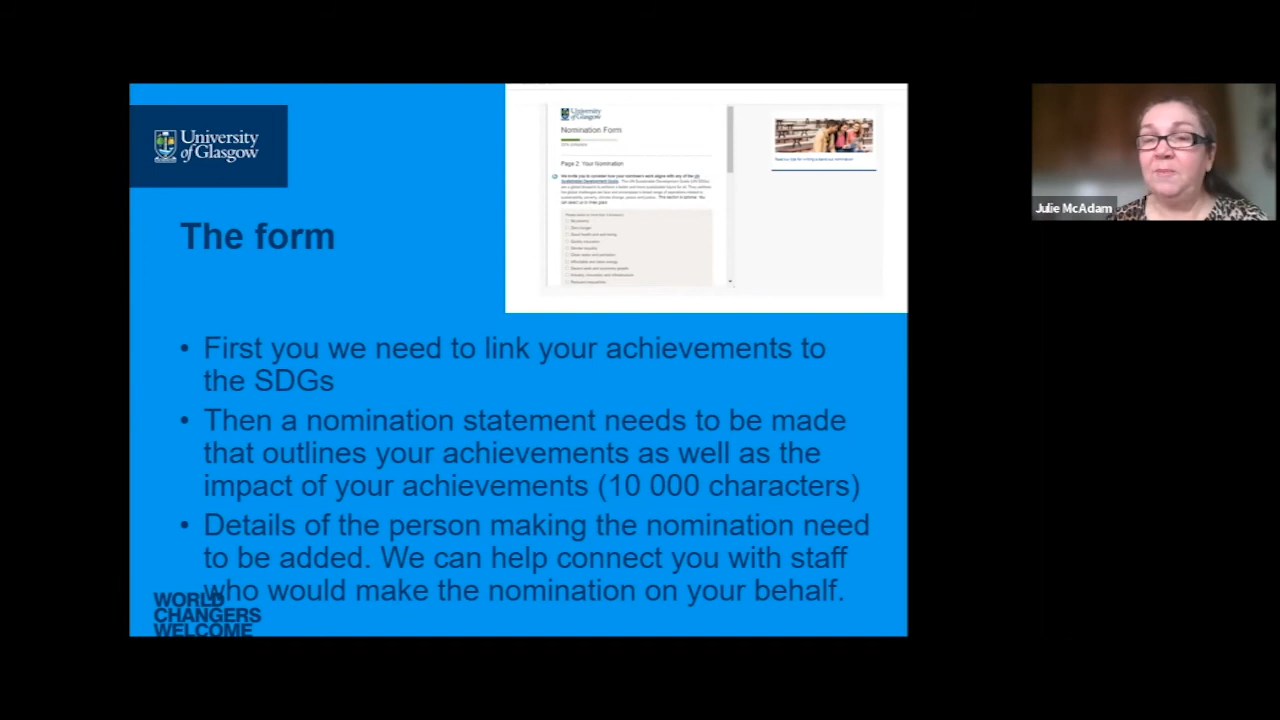 University
of Glasgow
The form
University
of Glasgow
Nomination Form
Page 2: Your Nomination
Julie McAdam
• First you we need to link your achievements to
the SDGs
• Then a nomination statement needs to be made
that outlines your achievements as well as the
impact of your achievements (10 000 characters)
• Details of the person making the nomination need
to be added. We can help connect you with staff
who would make the nomination on your behalf.
WORLD
CHANGERS
WELCOME